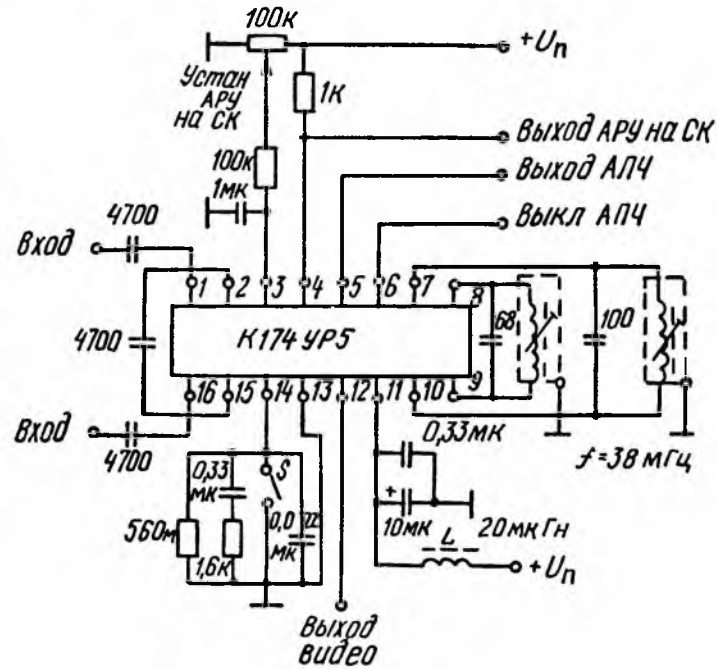 100к
+Uп
Устан
АРУ
на СК
1к
Выход АРУ на СК
100к
Выход АПЧ
1мк
4700
Выкл АПЧ
Вход
1 2 3 4 5 6 7 8
К174 УР5
4700
68
100
16 15 14 13 12 11 10 9
Вход
4700
0,33мк
f=38 мгц
0,33
мк
S
560м
0,0
мк
10мк
20мкГн
+
1,6к
L
+Uп
Выход
видео